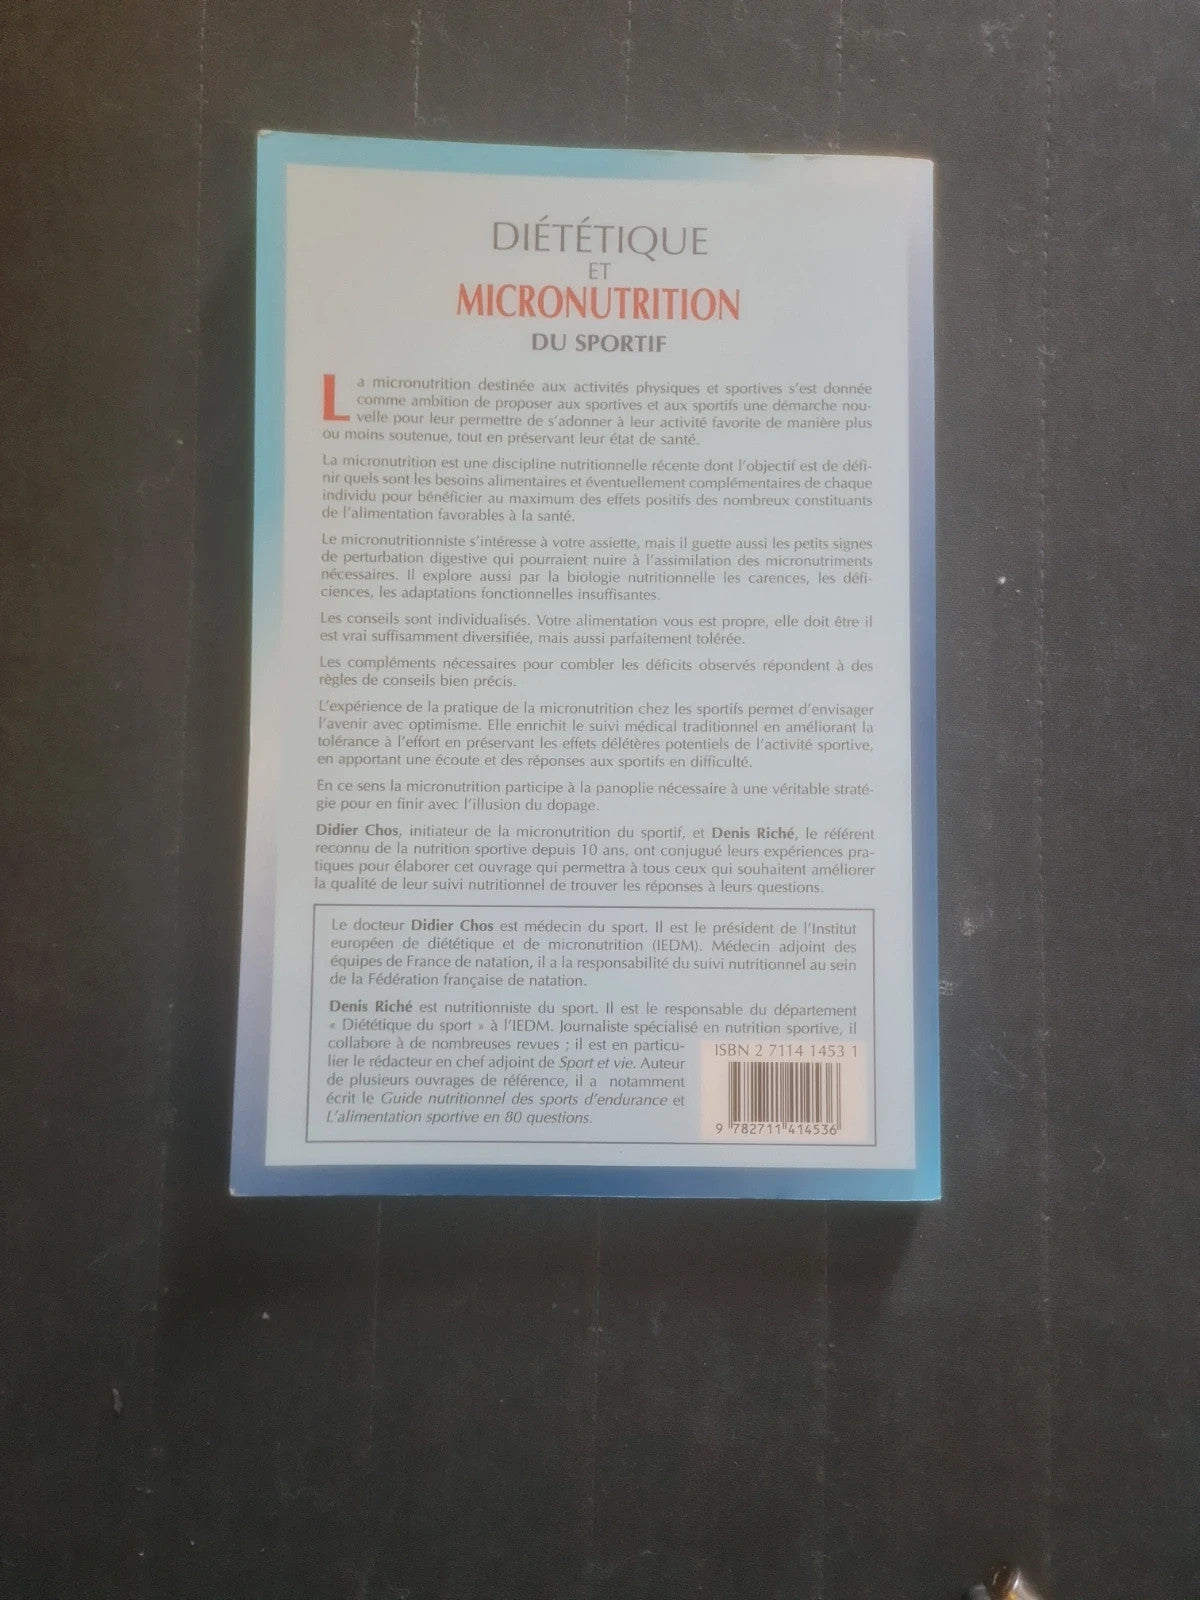 DIÉTÉTIQUE
ET
MICRONUTRITION
DU SPORTIF
La micronutrition destinée aux activités physiques et sportives s'est donnée
comme ambition de proposer aux sportives et aux sportifs une démarche nou-
velle pour leur permettre de s'adonner à leur activité favorite de manière plus
ou moins soutenue, tout en préservant leur état de santé.
La micronutrition est une discipline nutritionnelle récente dont l'objectif est de défi-
nir quels sont les besoins alimentaires et éventuellement complémentaires de chaque
individu pour bénéficier au maximum des effets positifs des nombreux constituants
de l'alimentation favorables à la santé.
Le micronutritionniste s'intéresse à votre assiette, mais il guette aussi les petits signes
de perturbation digestive qui pourraient nuire à l'assimilation des micronutriments
nécessaires. Il explore aussi par la biologie nutritionnelle les carences, les défi-
ciences, les adaptations fonctionnelles insuffisantes.
Les conseils sont individualisés. Votre alimentation vous est propre, elle doit être il
est vrai suffisamment diversifiée, mais aussi parfaitement tolérée.
Les compléments nécessaires pour combler les déficits observés répondent à des
règles de conseils bien précis.
L'expérience de la pratique de la micronutrition chez les sportifs permet d'envisager
l'avenir avec optimisme. Elle enrichit le suivi médical traditionnel en améliorant la
tolérance à l'effort en préservant les effets délétères potentiels de l'activité sportive,
en apportant une écoute et des réponses aux sportifs en difficulté.
En ce sens la micronutrition participe à la panoplie nécessaire à une véritable straté-
gie pour en finir avec l'illusion du dopage.
Didier Chos, initiateur de la micronutrition du sportif, et Denis Riché, le référent
reconnu de la nutrition sportive depuis 10 ans, ont conjugué leurs expériences pra-
tiques pour élaborer cet ouvrage qui permettra à tous ceux qui souhaitent améliorer
la qualité de leur suivi nutritionnel de trouver les réponses à leurs questions.
Le docteur Didier Chos est médecin du sport. Il est le président de l'Institut
européen de diététique et de micronutrition (IEDM). Médecin adjoint des
équipes de France de natation, il a la responsabilité du suivi nutritionnel au sein
de la Fédération française de natation.
Denis Riché est nutritionniste du sport. Il est le responsable du département
« Diététique du sport » à l'IEDM. Journaliste spécialisé en nutrition sportive, il
collabore à de nombreuses revues ; il est en particu-
lier le rédacteur en chef adjoint de Sport et vie. Auteur
de plusieurs ouvrages de référence, il a notamment
écrit le Guide nutritionnel des sports d'endurance et
L'alimentation sportive en 80 questions.
ISBN 2 7114 1453 1
9 782711 414536